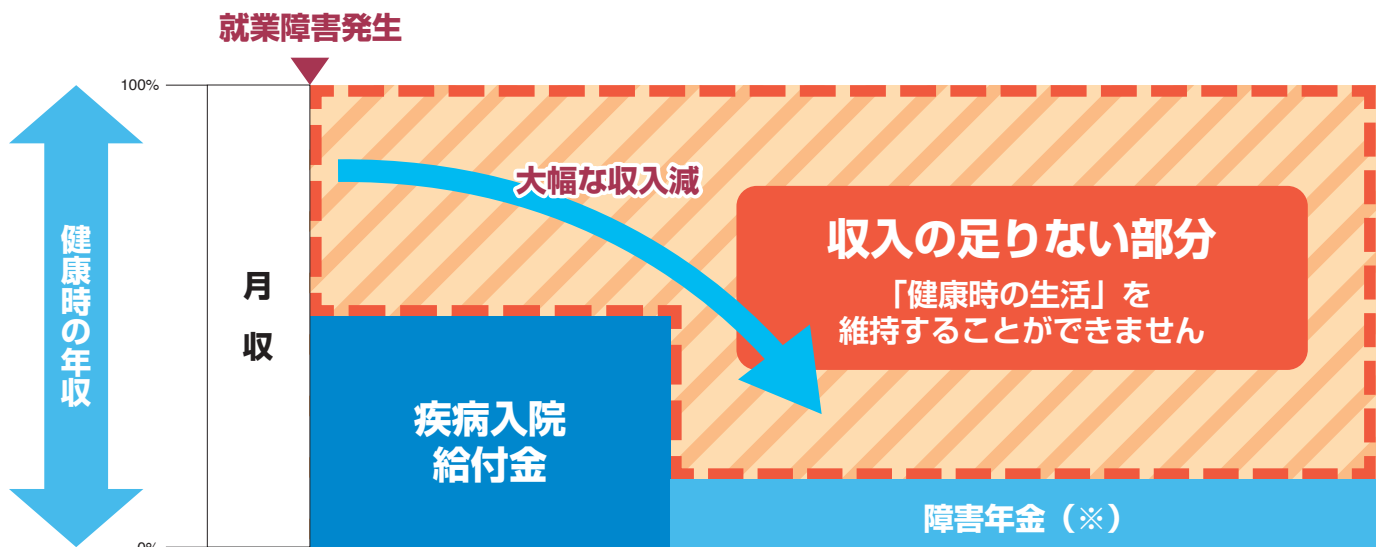 就業障害発生
100%
健康時の年収
月収
大幅な収入減
収入の足りない部分
「健康時の生活」を
維持することができません
疾病入院
給付金
障害年金（※）
0%